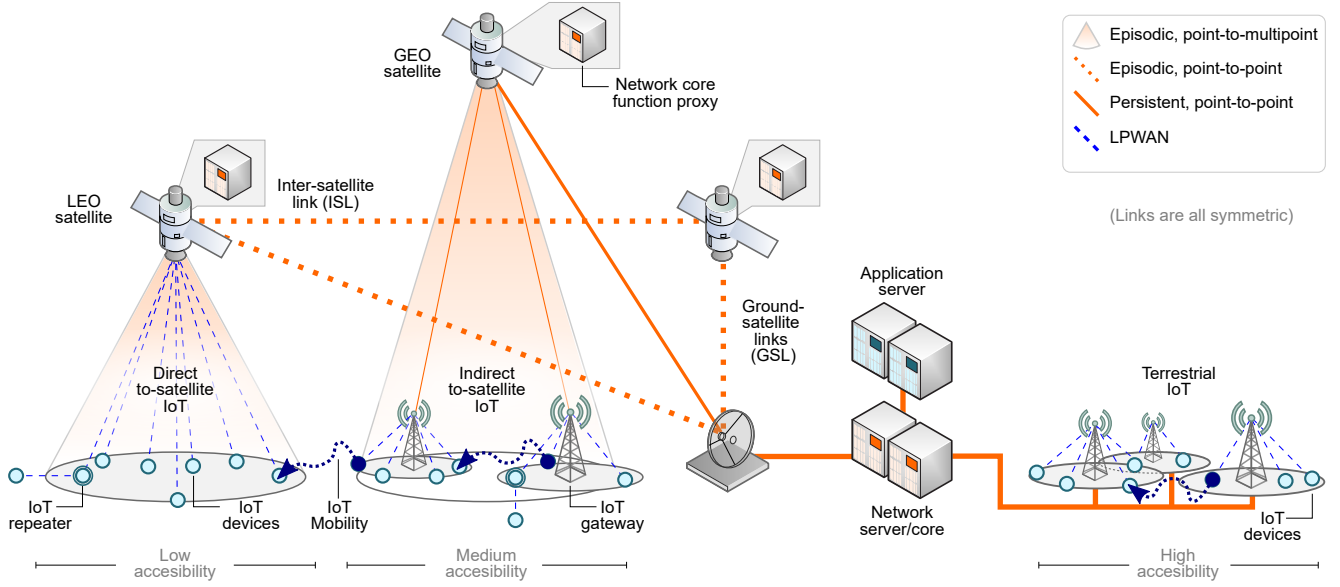 GEO
satellite
Network core
function proxy
Episodic, point-to-multipoint
Episodic, point-to-point
Persistent, point-to-point
LPWAN
(Links are all symmetric)
LEO
satellite
Inter-satellite
link (ISL)
Ground-
satellite
links
(GSL)
Application
server
Direct
to-satellite
IoT
Indirect
to-satellite
IoT
Terrestrial
IoT
IoT
repeater
IoT
devices
IoT
Mobility
IoT
gateway
Network
server/core
IoT
devices
Low
accesibility
Medium
accesibility
High
accesibility